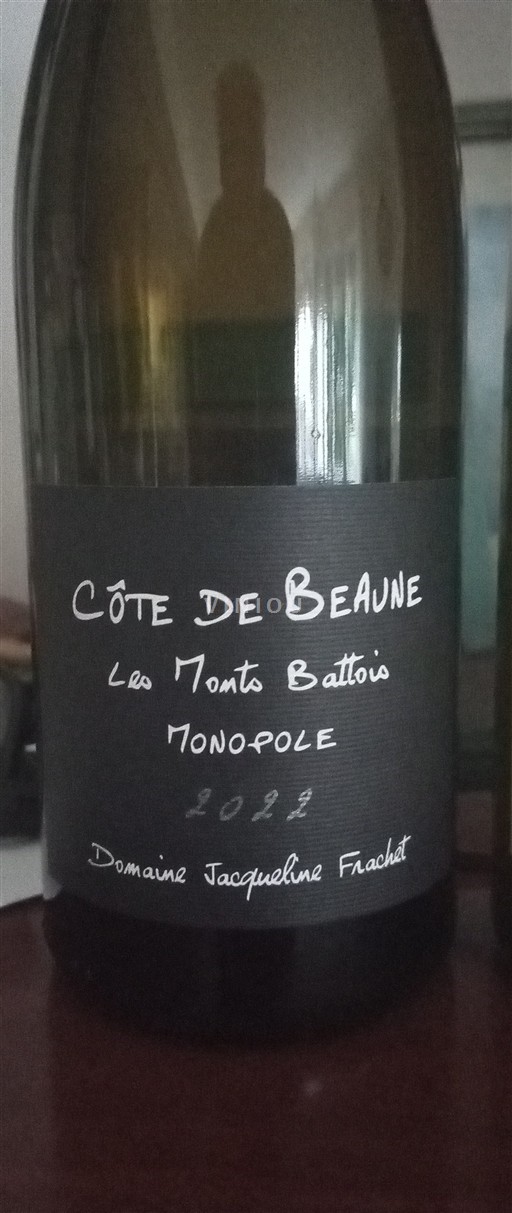 CÔTE DE BEAUNE
Les Monts Battois
MONOPOLE
2022
Domaine Jacqueline Frachet